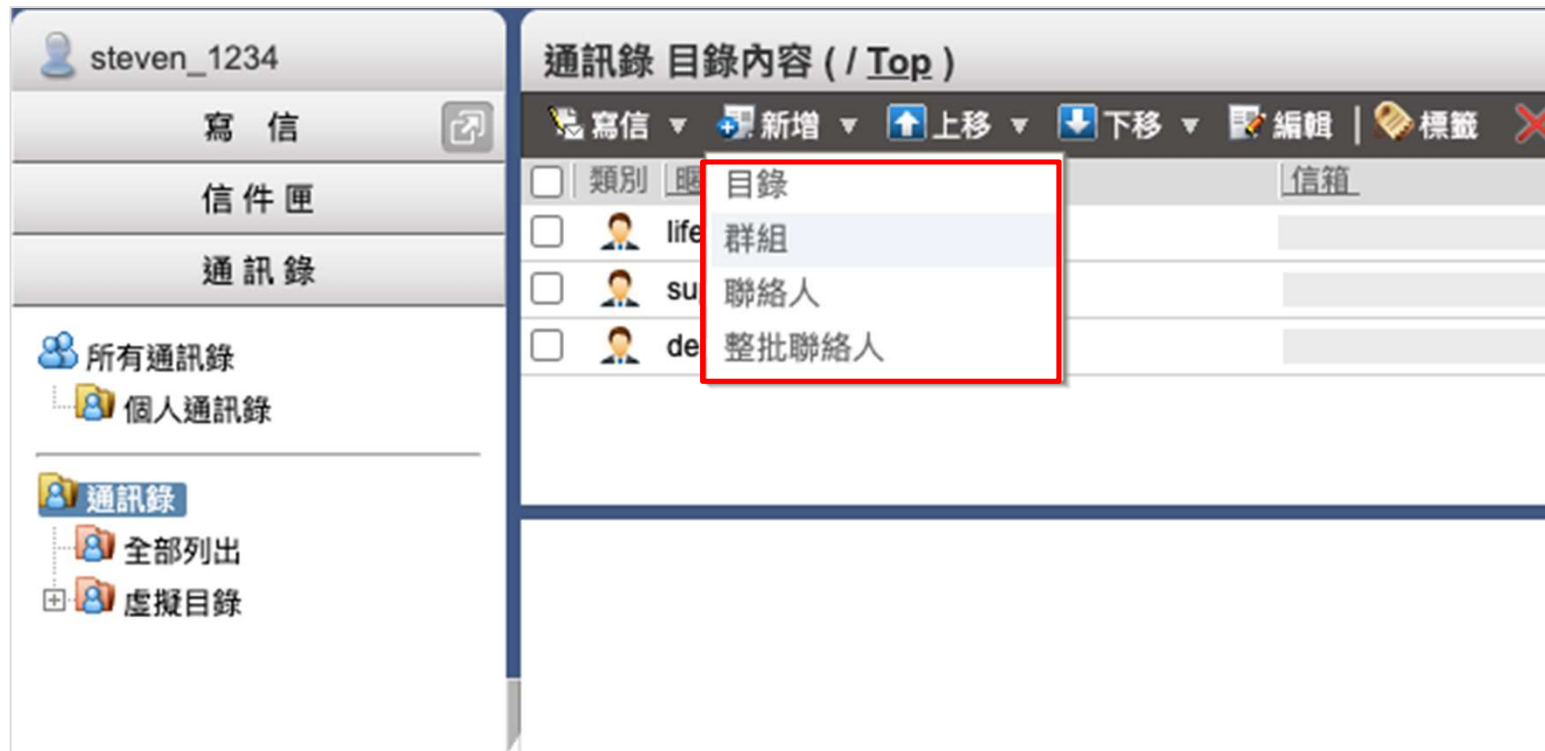 steven_1234
寫 信
信 件 匣
通 訊 錄
所有通訊錄
個人通訊錄
通訊錄
全部列出
虛擬目錄
通訊錄 目錄內容 ( / Top )
寫信 ▼ 新增 ▼ 上移 ▼ 下移 ▼ 編輯 | 標籤
類別 信箱
目錄
群組
聯絡人
整批聯絡人
life
su
de